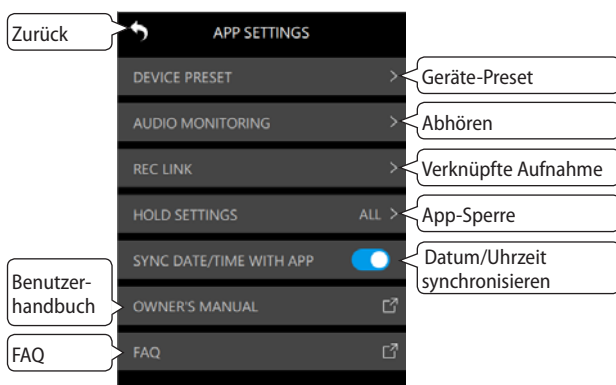 Zurück
APP SETTINGS
DEVICE PRESET
Geräte-Preset
AUDIO MONITORING
Abhören
REC LINK
Verknüpfte Aufnahme
HOLD SETTINGS ALL
App-Sperre
SYNC DATE/TIME WITH APP
Datum/Uhrzeit
synchronisieren
Benutzer-
handbuch
OWNER'S MANUAL
FAQ
FAQ